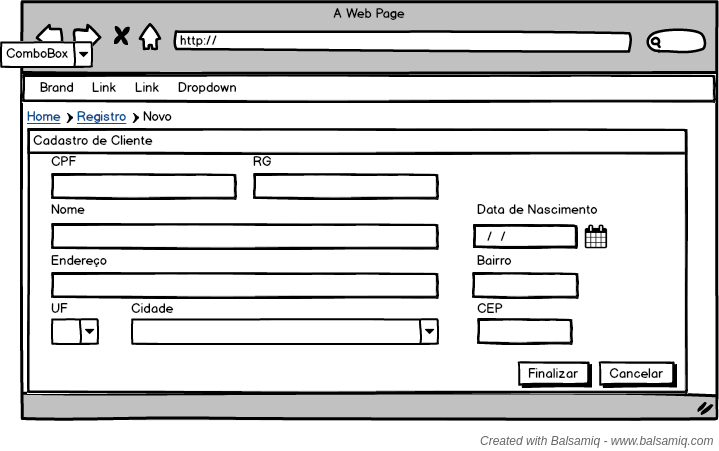 A Web Page
http://
ComboBox
Brand Link Link Dropdown
Home Registro Novo
Cadastro de Cliente
CPF RG
Nome Data de Nascimento
/ /
Endereço Bairro
UF Cidade CEP
Finalizar Cancelar
Created with Balsamiq - www.balsamiq.com